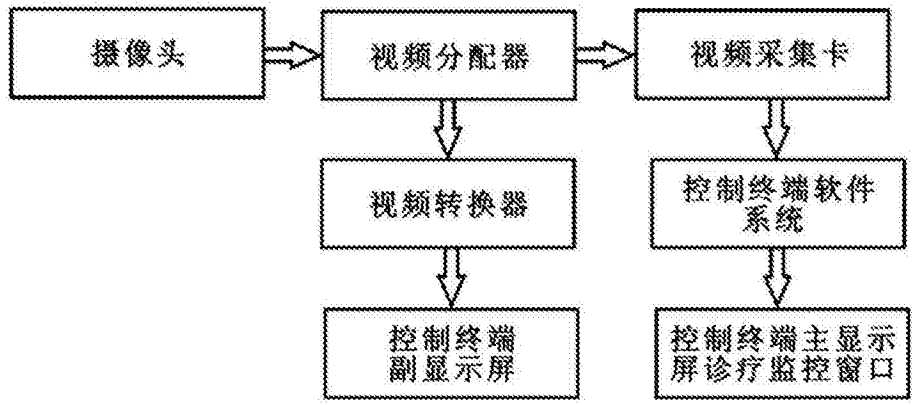 摄像头
视频分配器
视频采集卡
视频转换器
控制终端软件
系统
控制终端
副显示屏
控制终端主显示
屏诊疗监控窗口